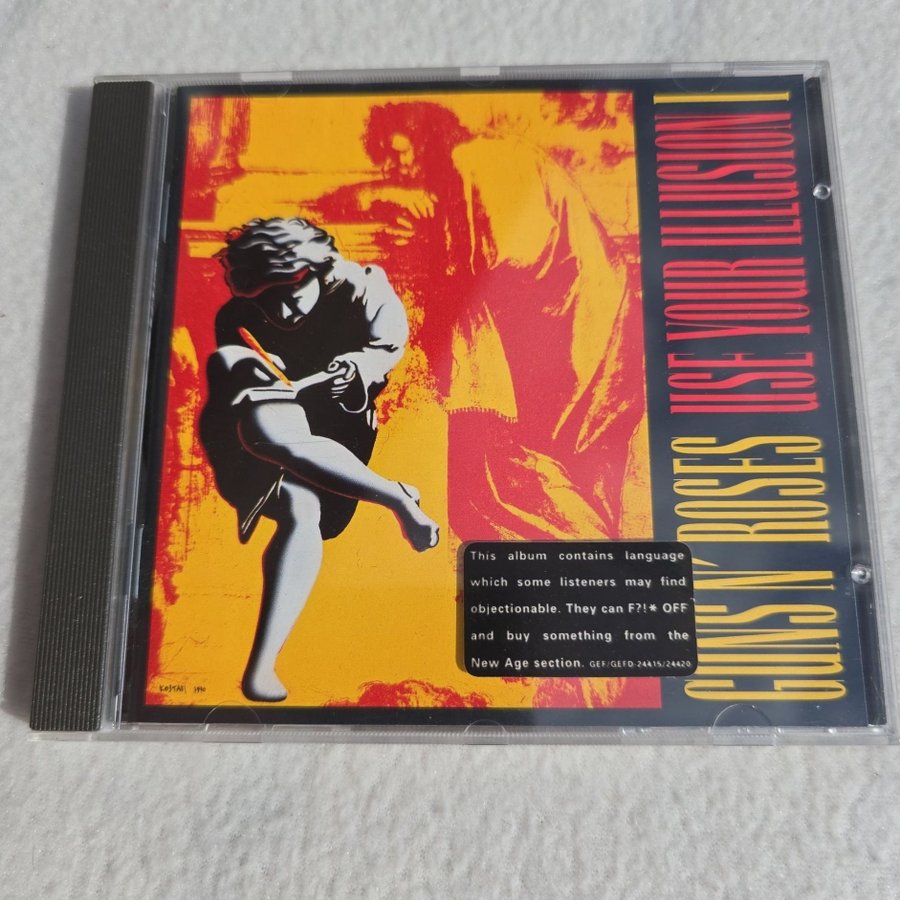 GUNS N' ROSES USE YOUR ILLUSION I
This album contains language
which some listeners may find
objectionable. They can F?!* OFF
and buy something from the
New Age section. GEF/GEFD-24415/24420
KOSTABI 1990